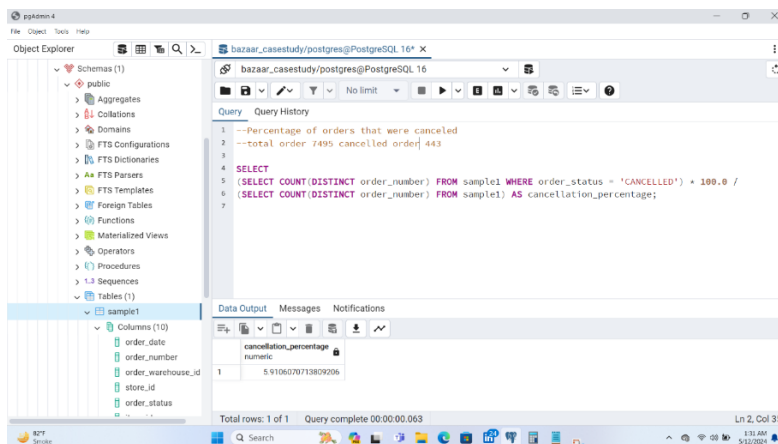 pgAdmin 4
File Object Tools Help
Object Explorer
bazaar_casestudy/postgres@PostgreSQL 16*
bazaar_casestudy/postgres@PostgreSQL 16
No limit
Query Query History
Schemas (1)
public
Aggregates
Collations
Domains
FTS Configurations
FTS Dictionaries
FTS Parsers
FTS Templates
Foreign Tables
Functions
Materialized Views
Operators
Procedures
1..3 Sequences
Tables (1)
sample1
Columns (10)
order_date
order_number
order_warehouse_id
store_id
order_status
1 --Percentage of orders that were canceled
2 --total order 7495 cancelled order 443
3
4 SELECT
5 (SELECT COUNT(DISTINCT order_number) FROM sample1 WHERE order_status = 'CANCELLED') * 100.0 /
6 (SELECT COUNT(DISTINCT order_number) FROM sample1) AS cancellation_percentage;
7
Data Output Messages Notifications
cancellation_percentage
numeric
1 5.9106070713809206
Total rows: 1 of 1 Query complete 00:00:00.063
Ln 2, Col 3
82°F
Smoke
Search
1:31 AM
5/12/2024